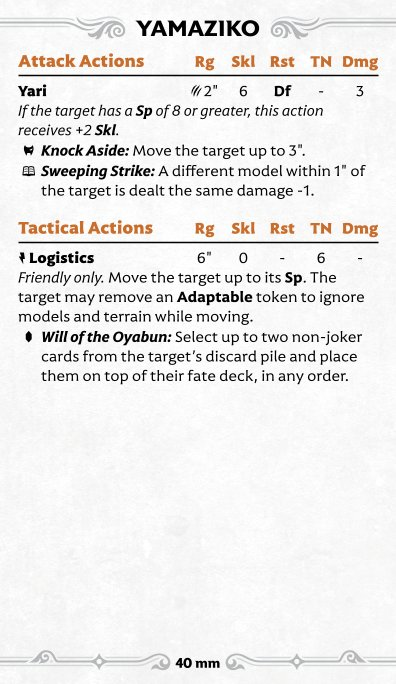 YAMAZIKO
Attack Actions Rg Skl Rst TN Dmg
Yari 2" 6 Df - 3
If the target has a Sp of 8 or greater, this action
receives +2 Skl.
Knock Aside: Move the target up to 3".
Sweeping Strike: A different model within 1" of
the target is dealt the same damage -1.
Tactical Actions Rg Skl Rst TN Dmg
Logistics 6" 0 - 6 -
Friendly only. Move the target up to its Sp. The
target may remove an Adaptable token to ignore
models and terrain while moving.
Will of the Oyabun: Select up to two non-joker
cards from the target's discard pile and place
them on top of their fate deck, in any order.
40 mm